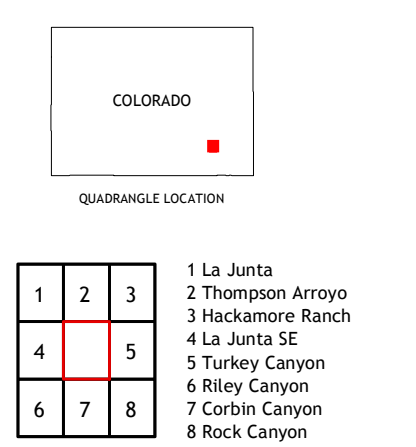 COLORADO
QUADRANGLE LOCATION
1 2 3
4 5
6 7 8
1 La Junta
2 Thompson Arroyo
3 Hackamore Ranch
4 La Junta SE
5 Turkey Canyon
6 Riley Canyon
7 Corbin Canyon
8 Rock Canyon